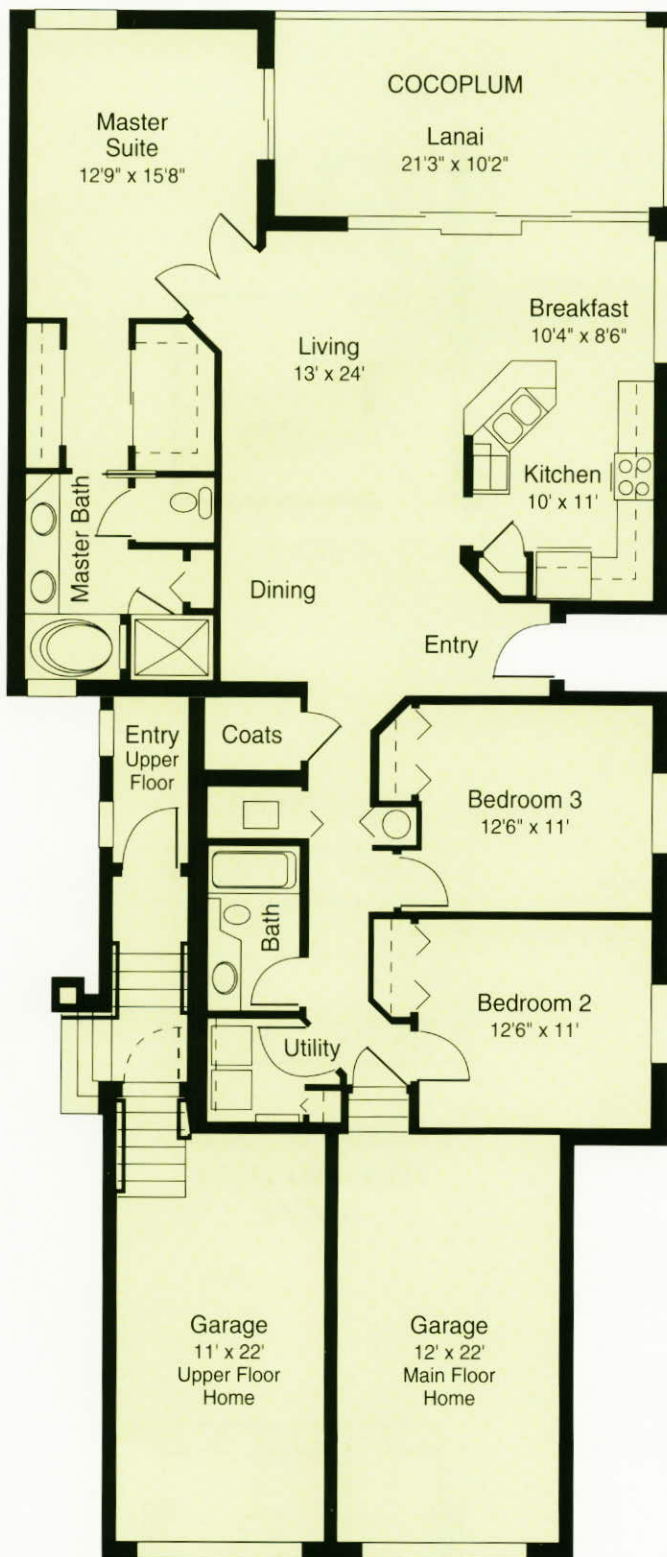 COCOPLUM
Lanai
21'3" x 10'2"
Master
Suite
12'9" x 15'8"
Breakfast
10'4" x 8'6"
Living
13' x 24'
Kitchen
10' x 11'
Master Bath
Dining
Entry
Entry
Upper
Floor
Coats
Bedroom 3
12'6" x 11'
Bath
Bedroom 2
12'6" x 11'
Utility
Garage
11' x 22'
Upper Floor
Home
Garage
12' x 22'
Main Floor
Home